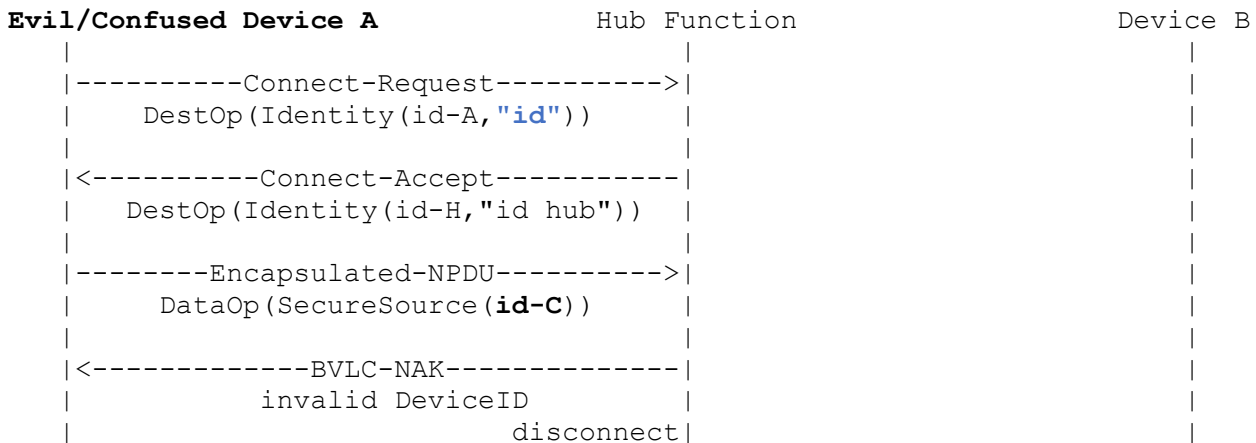 Evil/Confused Device A Hub Function Device B
| | |
|----------Connect-Request---------->| |
| DestOp(Identity(id-A,"id")) | |
| | |
|<----------Connect-Accept-----------| |
| DestOp(Identity(id-H,"id hub")) | |
| | |
|--------Encapsulated-NPDU---------->| |
| DataOp(SecureSource(id-C)) | |
| | |
|<-------------BVLC-NAK--------------| |
| invalid DeviceID | |
| disconnect| |